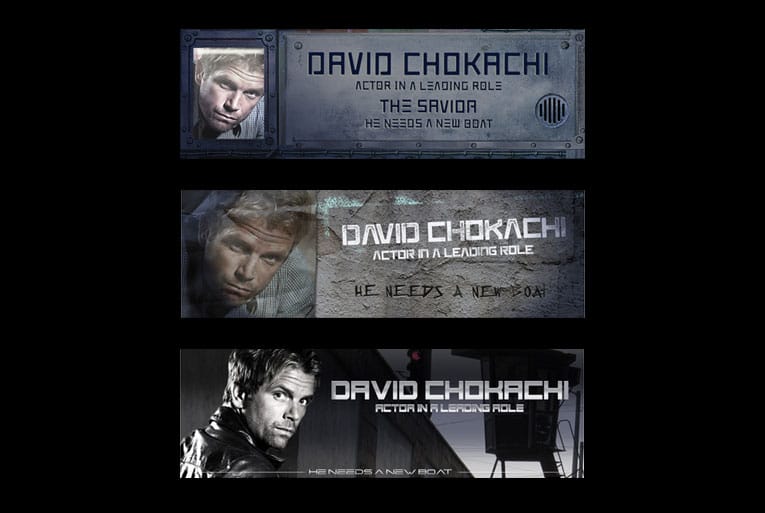 DAVID CHOKACHI
ACTOR IN A LEADING ROLE
THE SAVIOR
HE NEEDS A NEW BOAT
DAVID CHOKACHI
ACTOR IN A LEADING ROLE
HE NEEDS A NEW BOAT
DAVID CHOKACHI
ACTOR IN A LEADING ROLE
HE NEEDS A NEW BOAT